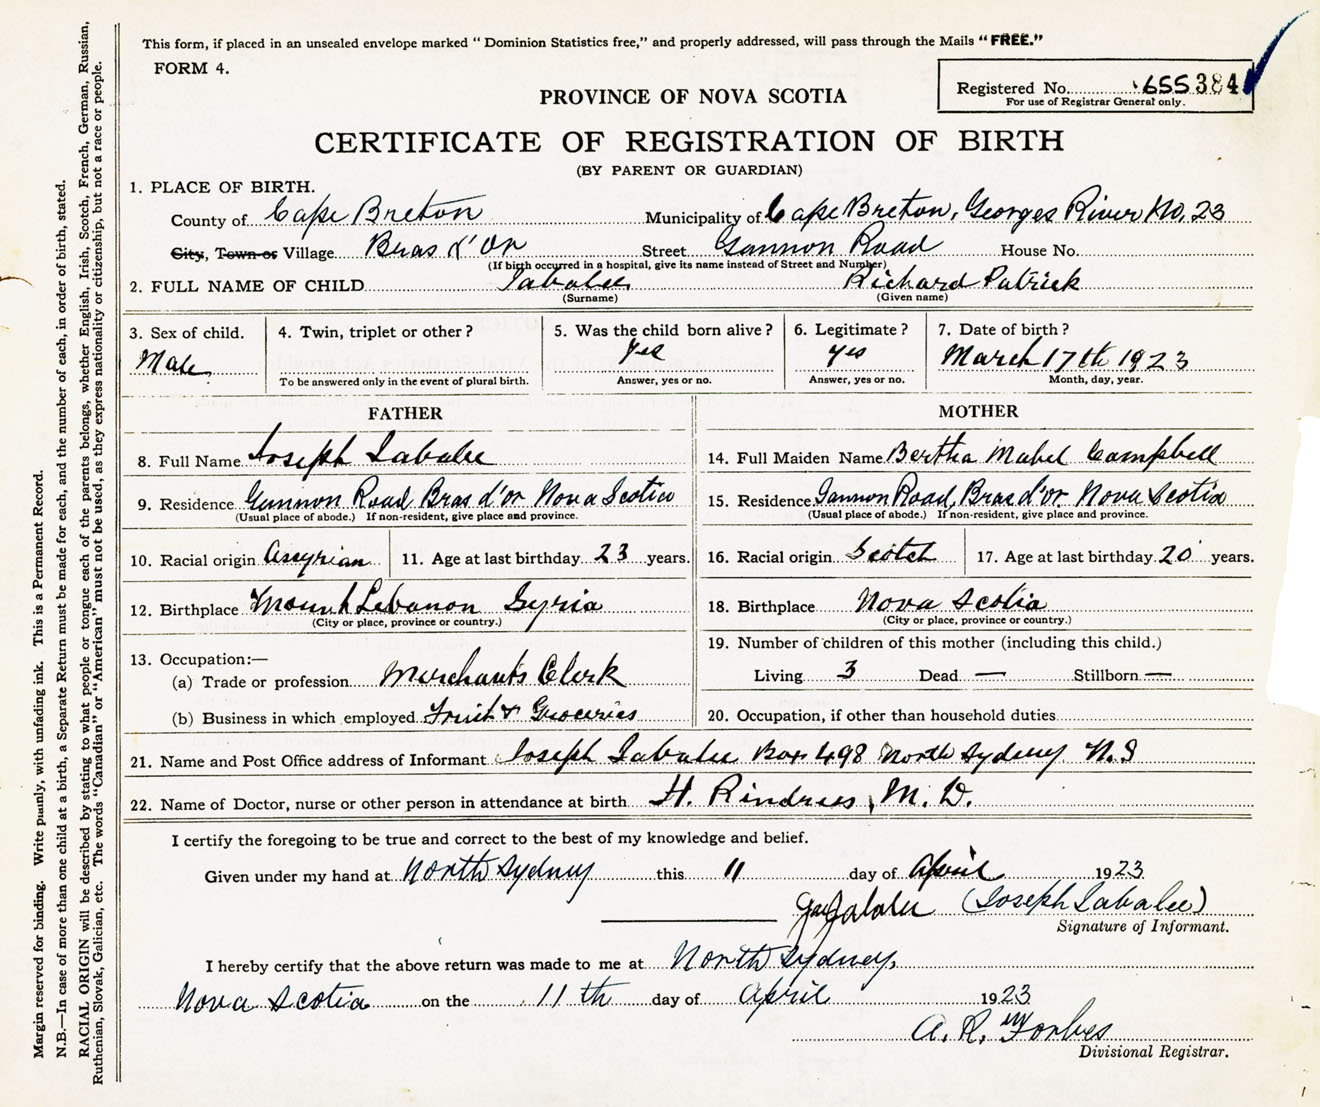 This form, if placed in an unsealed envelope marked " Dominion Statistics free," and properly addressed, will pass through the Mails "FREE."
FORM 4.
Registered No. 655384
For use of Registrar General only.
PROVINCE OF NOVA SCOTIA
CERTIFICATE OF REGISTRATION OF BIRTH
(BY PARENT OR GUARDIAN)
1. PLACE OF BIRTH.
County of Cape Breton Municipality of Cape Breton, Georges River No. 23
City, Town or Village Bras d'Or Street Gannon Road House No.
(If birth occurred in a hospital, give its name instead of Street and Number)
2. FULL NAME OF CHILD Jabalee Richard Patrick
(Surname) (Given name)
3. Sex of child. 4. Twin, triplet or other? 5. Was the child born alive? 6. Legitimate? 7. Date of birth?
Male Yes Yes March 17th 1923
To be answered only in the event of plural birth. Answer, yes or no. Answer, yes or no. Month, day, year.
FATHER MOTHER
8. Full Name Joseph Jabalee 14. Full Maiden Name Bertha Mabel Campbell
9. Residence Gannon Road Bras d'or Nova Scotia 15. Residence Gannon Road, Bras d'or. Nova Scotia
(Usual place of abode.) If non-resident, give place and province. (Usual place of abode.) If non-resident, give place and province.
10. Racial origin Assyrian 11. Age at last birthday 23 years. 16. Racial origin Scotch 17. Age at last birthday 20 years.
12. Birthplace Mount Lebanon Syria 18. Birthplace Nova Scotia
(City or place, province or country.) (City or place, province or country.)
19. Number of children of this mother (including this child.)
13. Occupation:—
(a) Trade or profession Merchants Clerk Living 3 Dead — Stillborn —
(b) Business in which employed Fruit & Groceries 20. Occupation, if other than household duties
21. Name and Post Office address of Informant Joseph Jabalee Box 498 North Sydney N.S
22. Name of Doctor, nurse or other person in attendance at birth H. Rindress, M. D.
I certify the foregoing to be true and correct to the best of my knowledge and belief.
Given under my hand at North Sydney this 11 day of April 1923
Jabalee (Joseph Jabalee)
Signature of Informant.
I hereby certify that the above return was made to me at North Sydney,
Nova Scotia on the 11th day of April 1923
A. R. Forbes
Divisional Registrar.
Margin reserved for binding. Write plainly, with unfading ink. This is a Permanent Record.
N.B.—In case of more than one child at a birth, a Separate Return must be made for each, and the number of each, in order of birth, stated.
RACIAL ORIGIN will be described by stating to what people or tongue each of the parents belongs, whether English, Irish, Scotch, French, German, Russian,
Ruthenian, Slovak, Galician, etc. The words "Canadian" or "American" must not be used, as they express nationality or citizenship, but not a race or people.